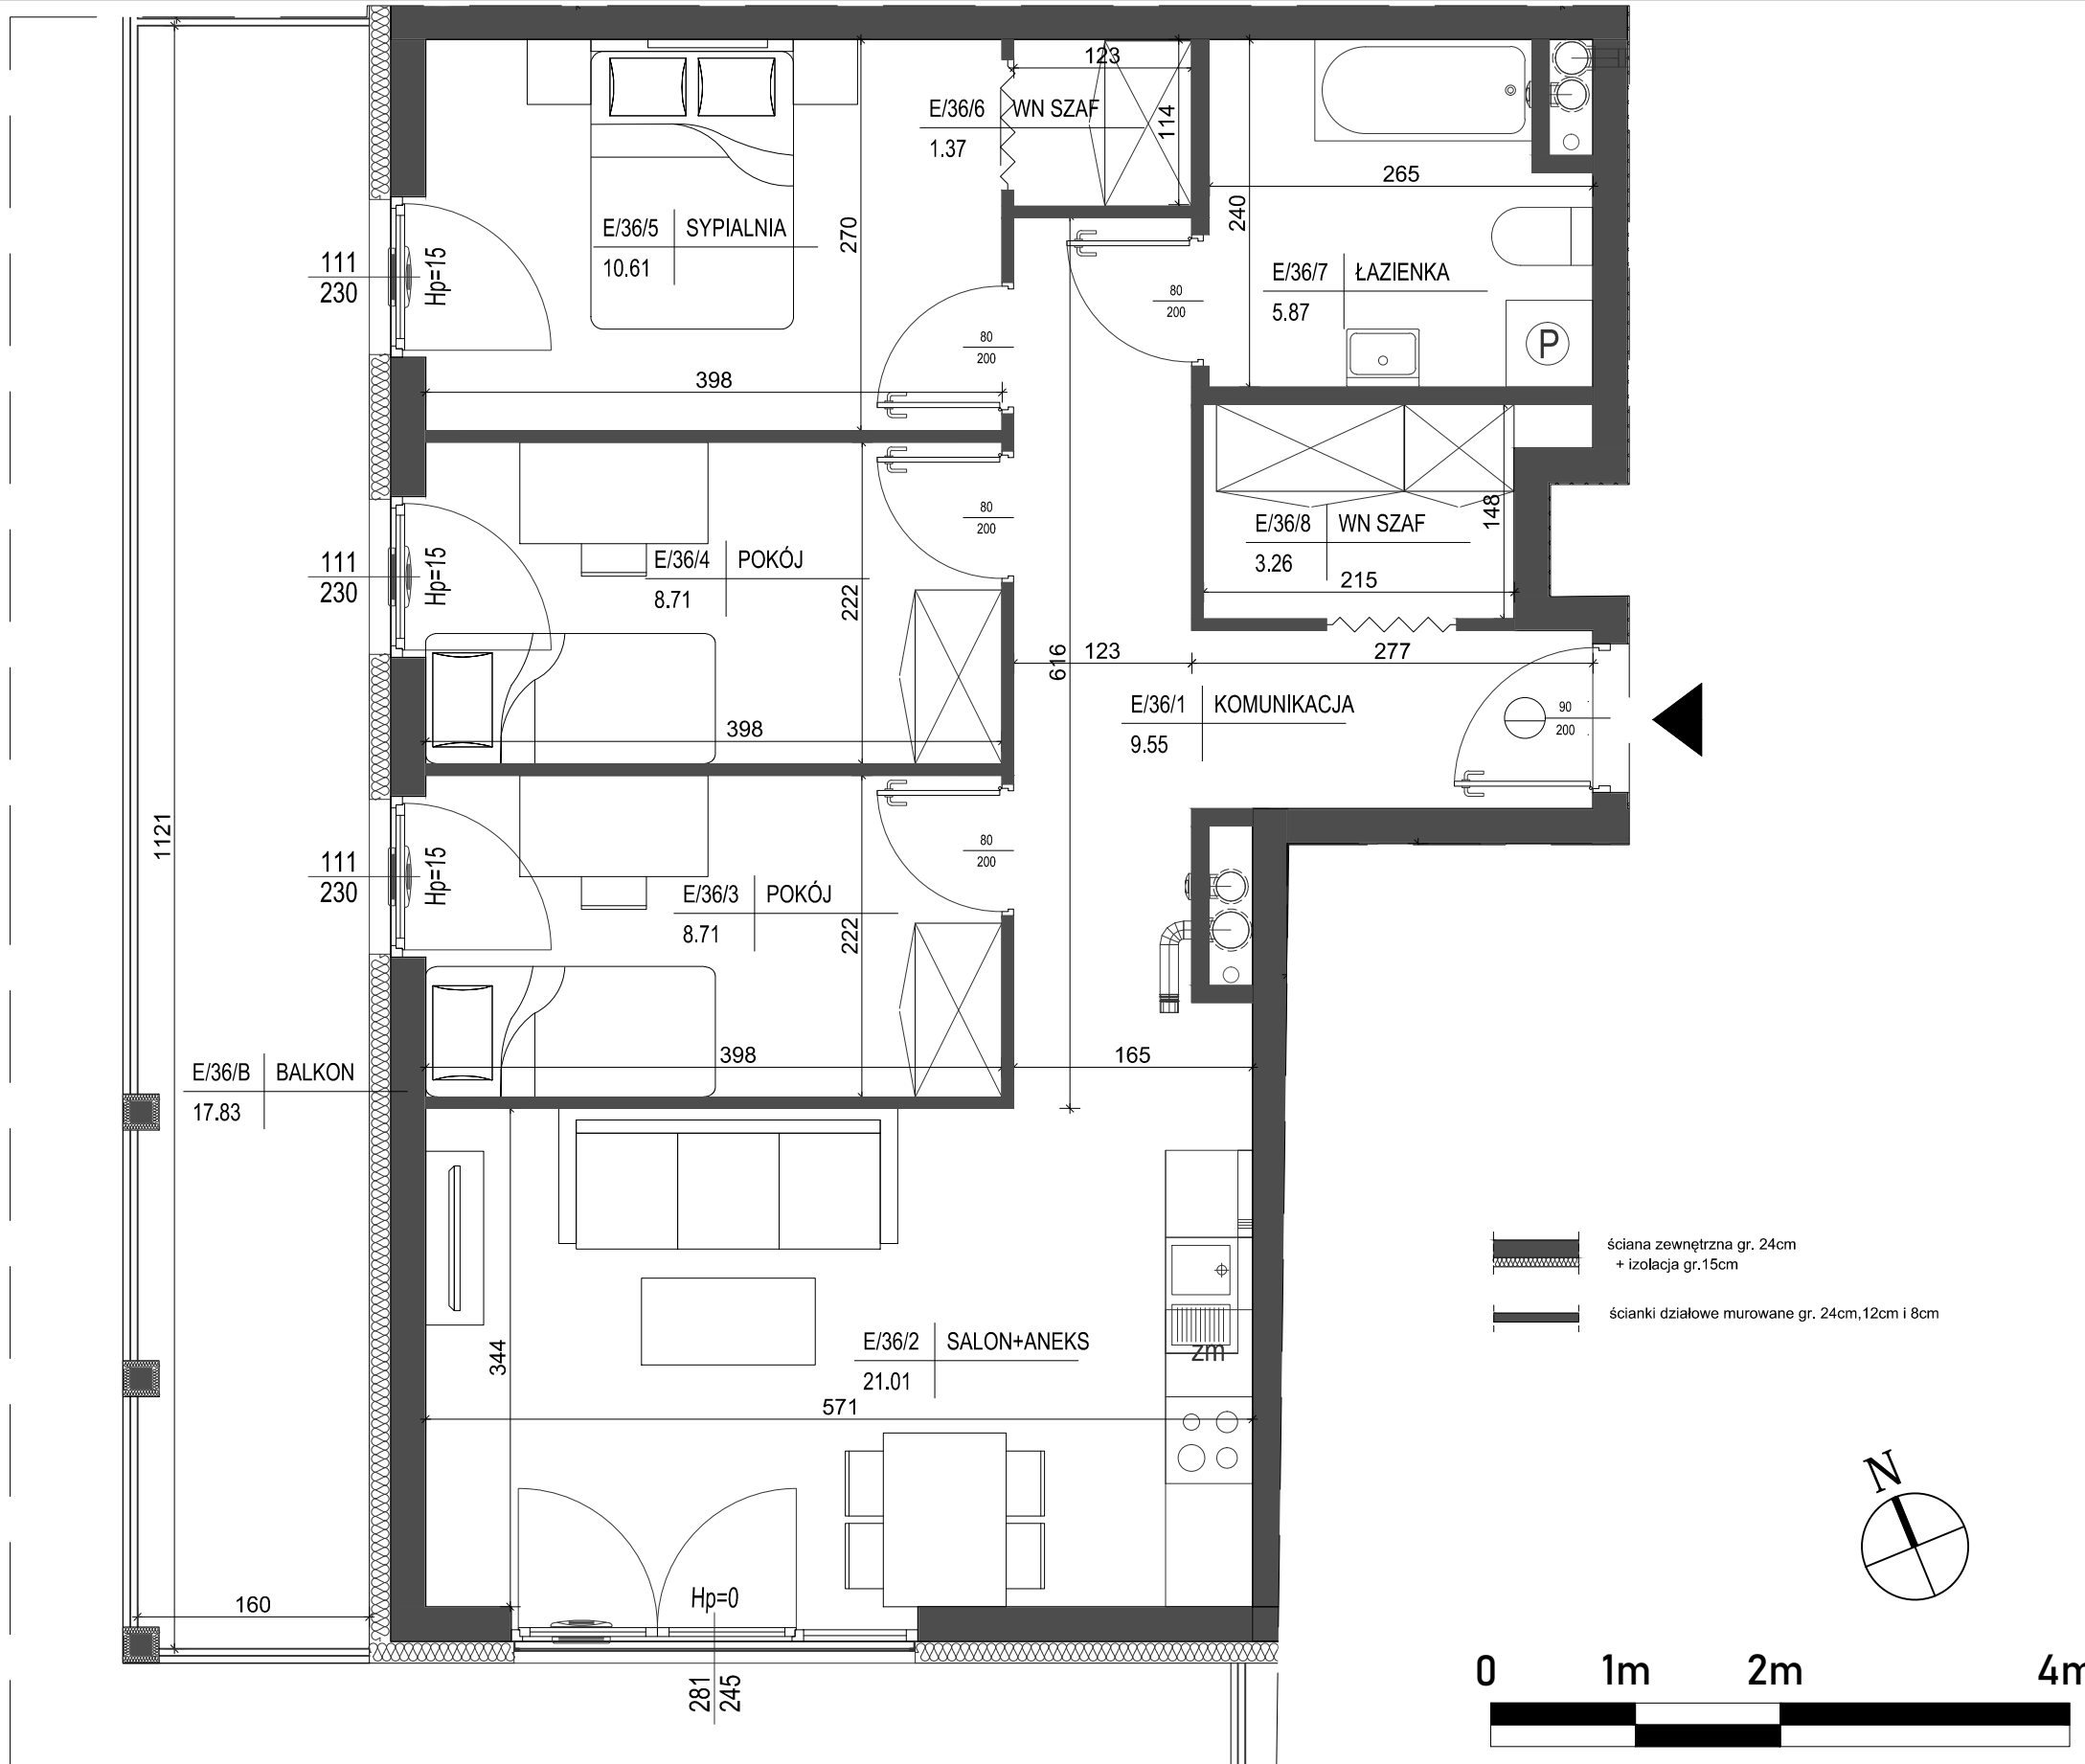 123
E/36/6 WN SZAF
1.37
114
265
240
270
E/36/5 SYPIALNIA
10.61
111
230
Hp=15
E/36/7 ŁAZIENKA
5.87
80
200
80
200
P
398
E/36/4 POKÓJ
8.71
111
230
Hp=15
80
200
222
398
E/36/8 WN SZAF
3.26
148
215
616
123
277
E/36/1 KOMUNIKACJA
9.55
90
200
1121
111
230
Hp=15
E/36/3 POKÓJ
8.71
80
200
222
398
165
E/36/B BALKON
17.83
344
E/36/2 SALON+ANEKS
21.01
zm
571
160
Hp=0
281
245
ściana zewnętrzna gr. 24cm
+ izolacja gr.15cm
ścianki działowe murowane gr. 24cm,12cm i 8cm
N
0 1m 2m 4m